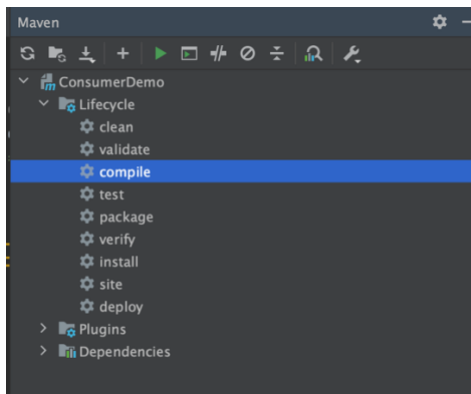 Maven
ConsumerDemo
Lifecycle
clean
validate
compile
test
package
verify
install
site
deploy
Plugins
Dependencies